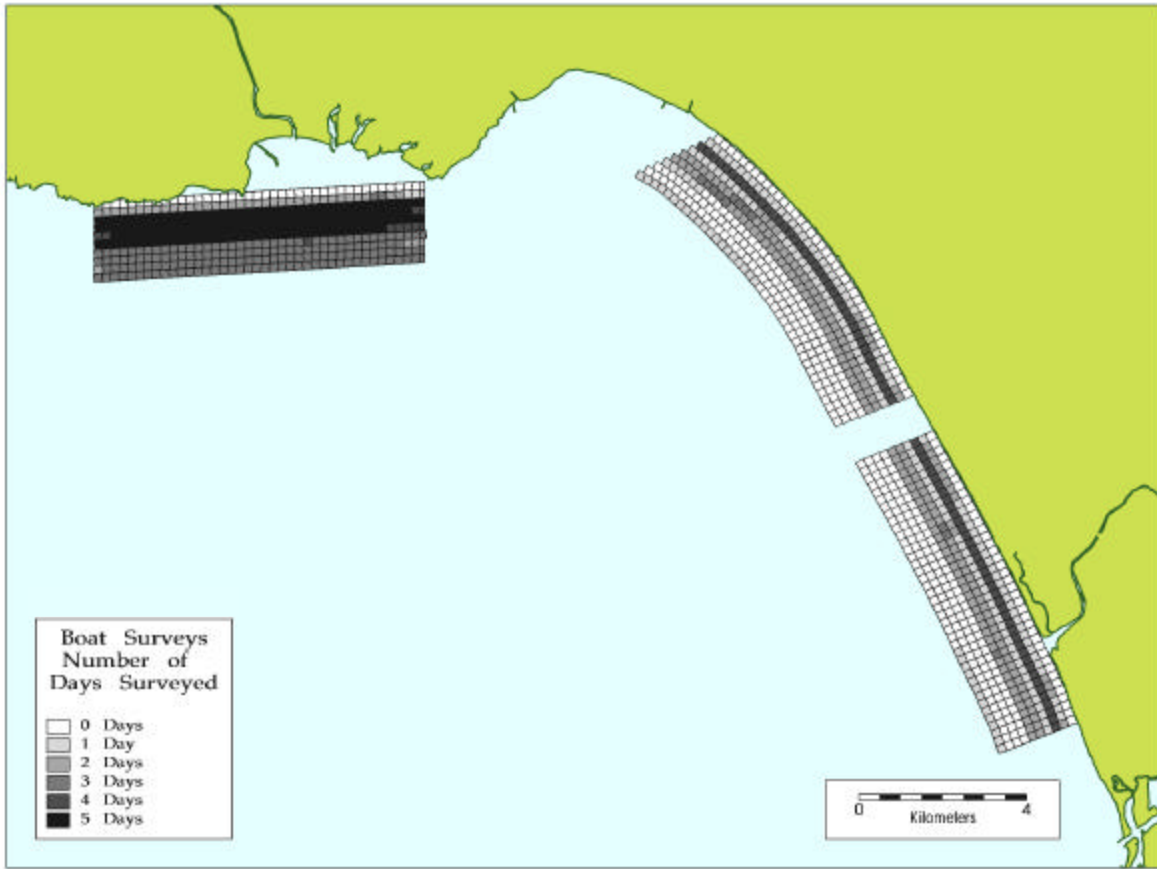 Boat Surveys
Number of
Days Surveyed
0 Days
1 Day
2 Days
3 Days
4 Days
5 Days
0 4
Kilometers